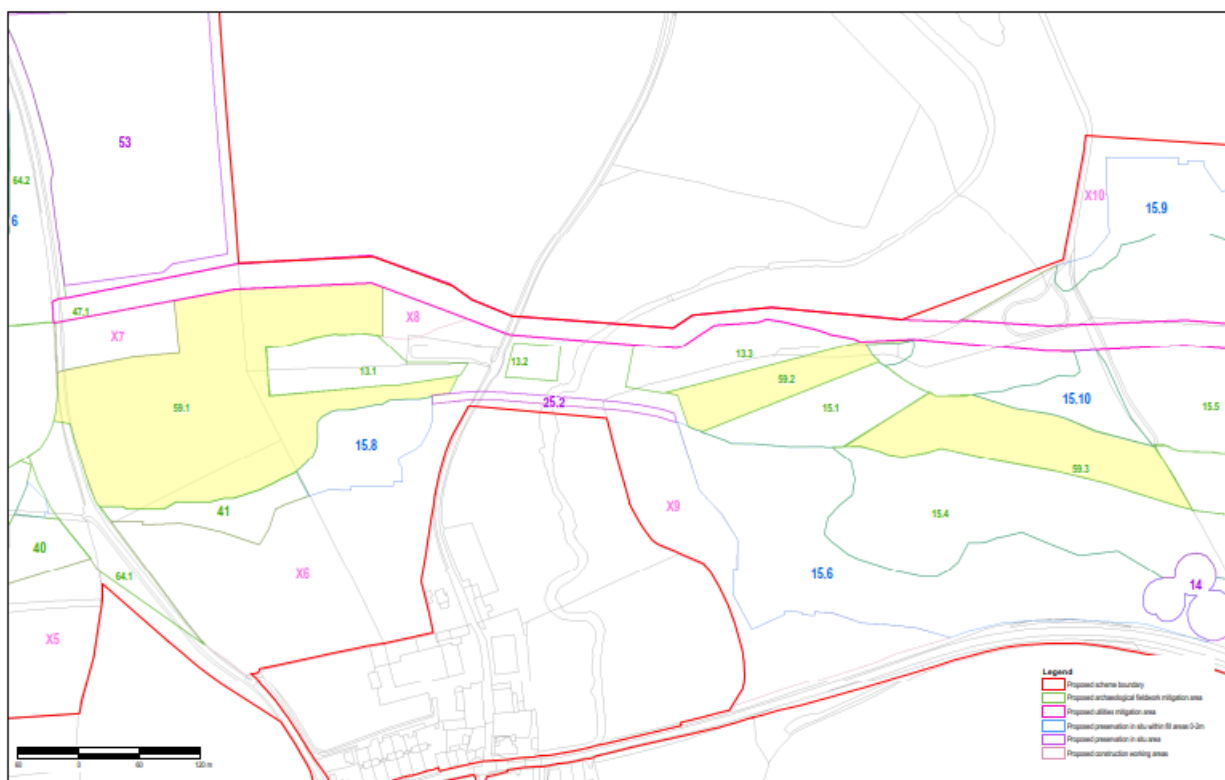 53
64.2
6
X10
15.9
47.1
X7
X8
13.1
13.2
13.3
59.2
59.1
25.2
15.1
15.10
15.5
15.8
59.3
X9
41
15.4
40
X6
15.6
64.1
14
X5
Legend
Proposed scheme boundary
Proposed archaeological fieldwork mitigation area
Proposed utilities mitigation area
Proposed preservation in situ within fill areas 0-2m
Proposed preservation in situ area
Proposed construction working areas
60 0 60 120 m